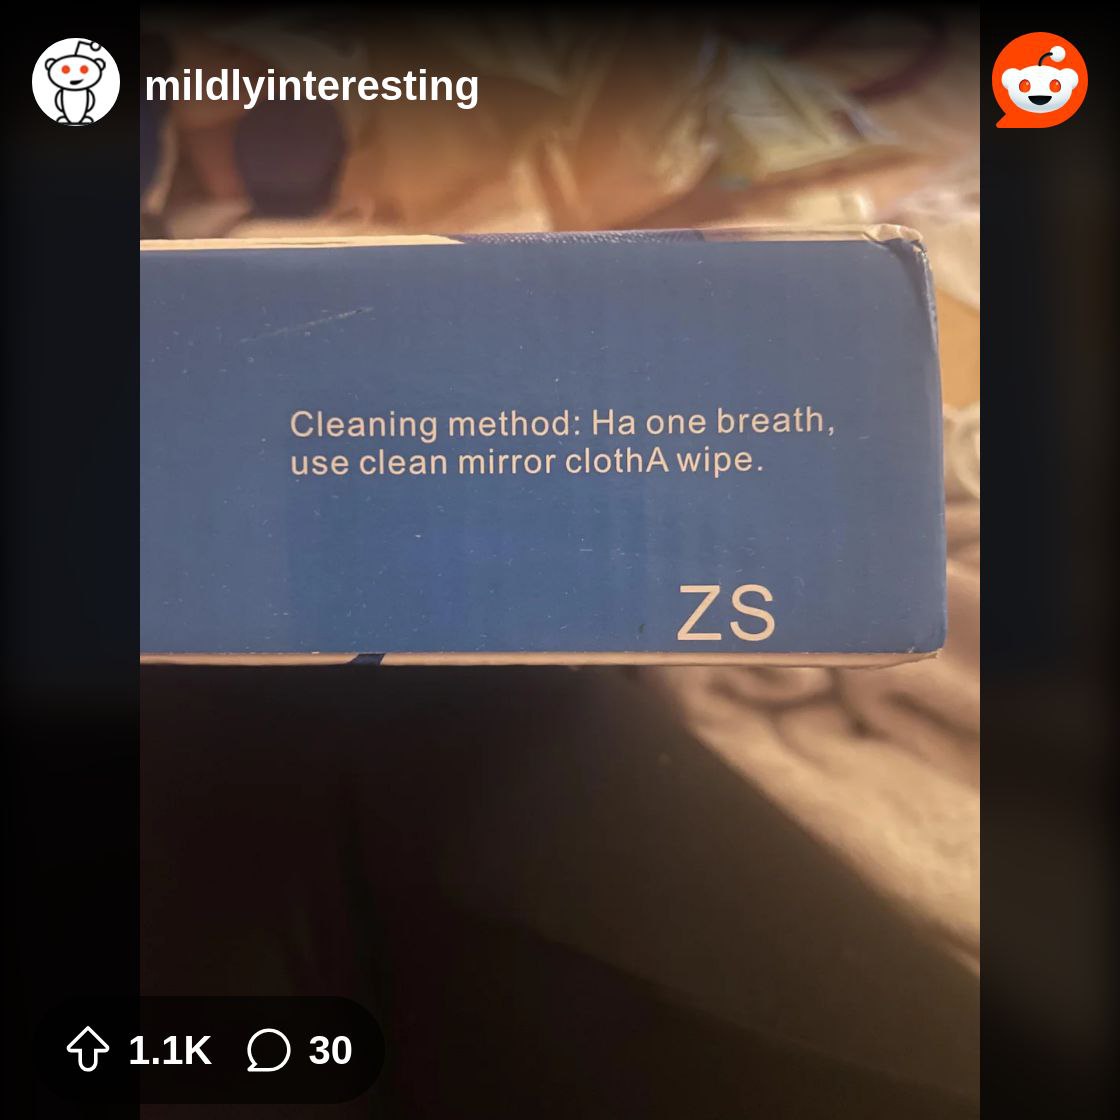 mildlyinteresting
Cleaning method: Ha one breath,
use clean mirror clothA wipe.
ZS
1.1K 30